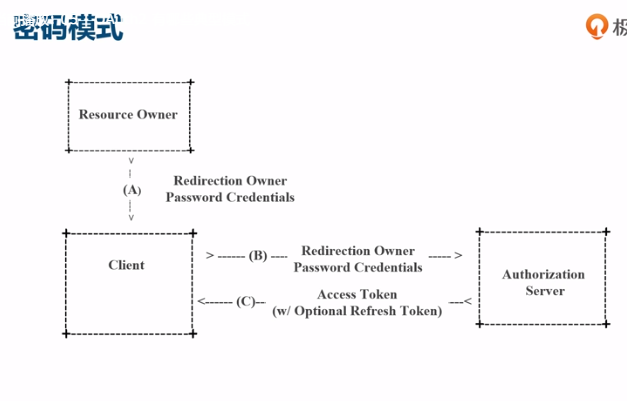 密码模式
极
Resource Owner
(A)
Redirection Owner
Password Credentials
Client
(B)
Redirection Owner
Password Credentials
(C)
Access Token
(w/ Optional Refresh Token)
Authorization
Server